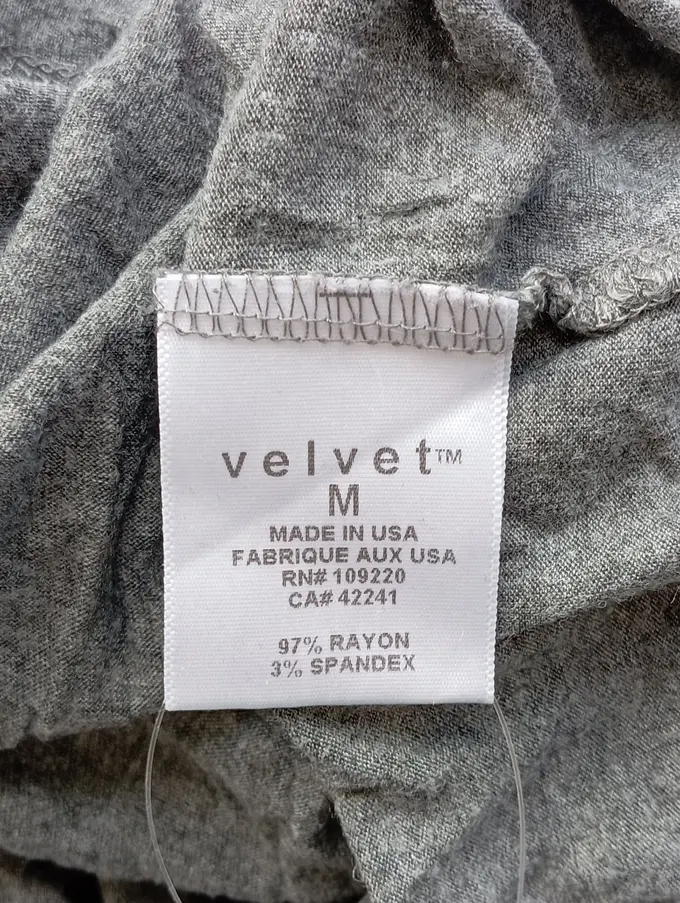 velvet™
M
MADE IN USA
FABRIQUE AUX USA
RN# 109220
CA# 42241
97% RAYON
3% SPANDEX